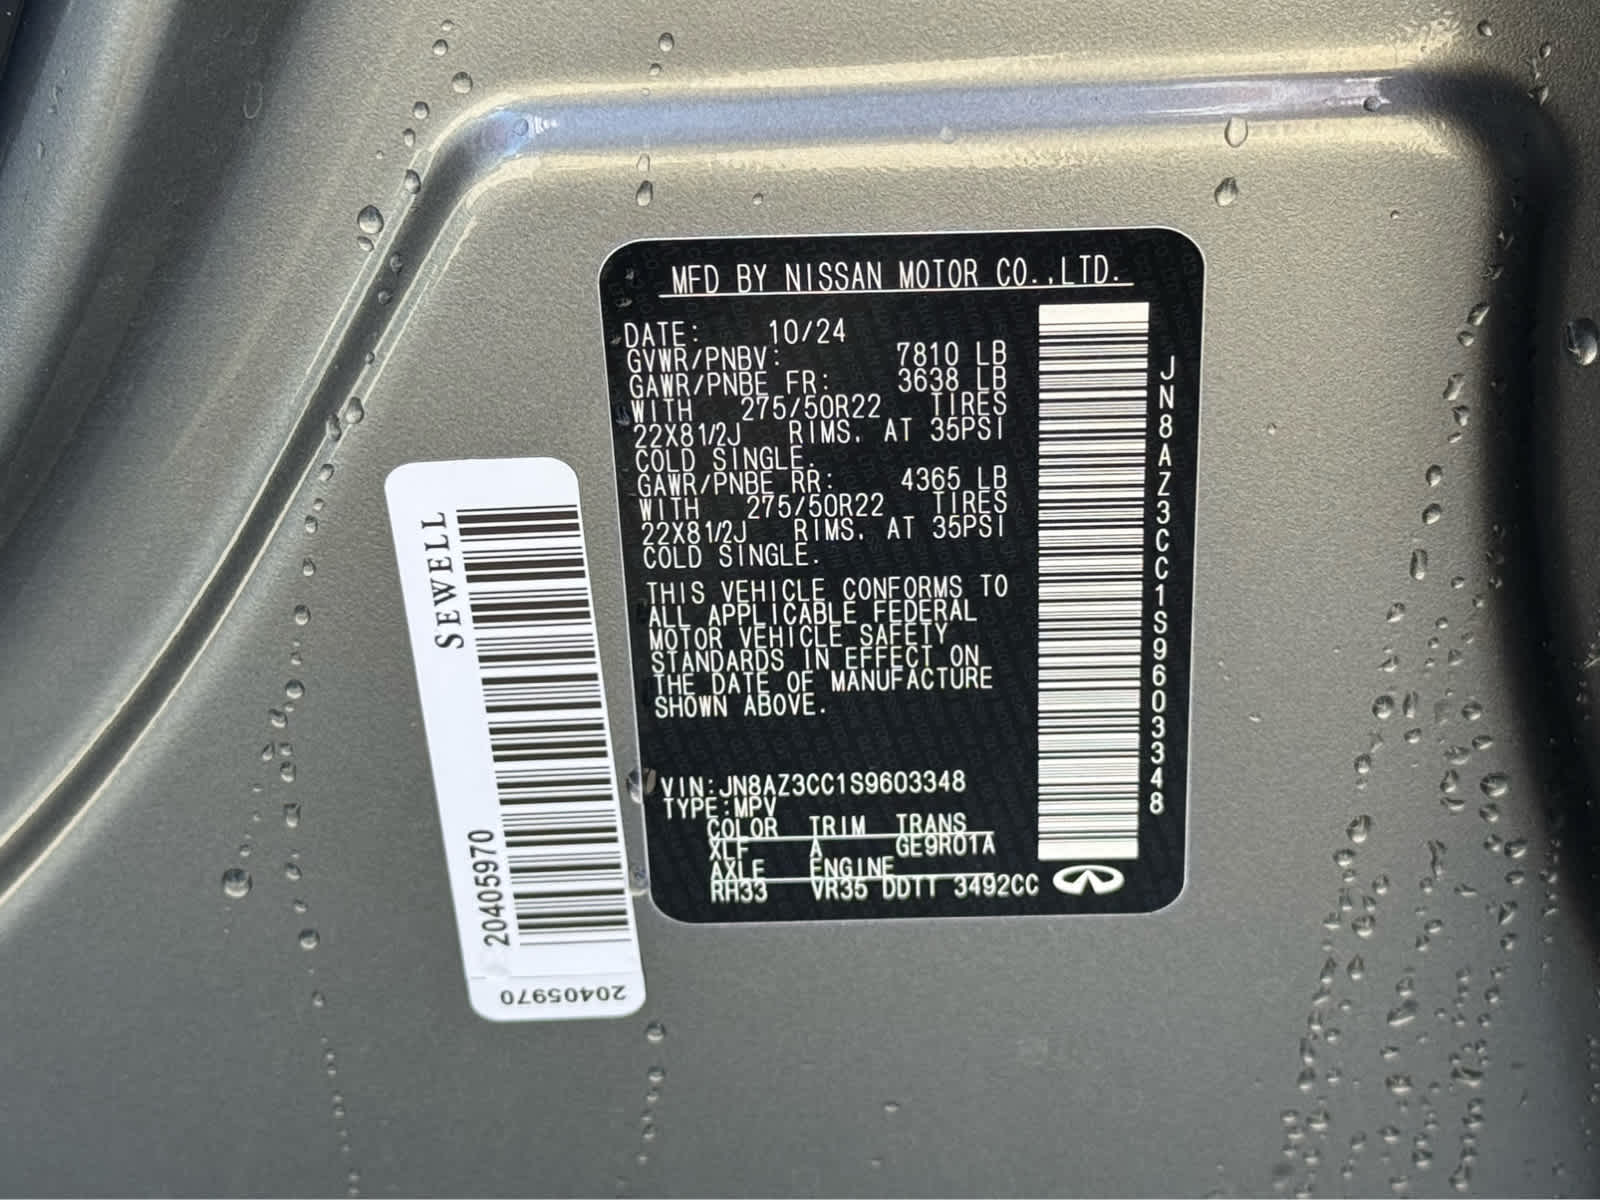 MFD BY NISSAN MOTOR CO.,LTD.
DATE: 10/24
GVWR/PNBV: 7810 LB
GAWR/PNBE FR: 3638 LB
WITH 275/50R22 TIRES
22X81/2J RIMS, AT 35PSI
COLD SINGLE.
GAWR/PNBE RR: 4365 LB
WITH 275/50R22 TIRES
22X81/2J RIMS, AT 35PSI
COLD SINGLE.
THIS VEHICLE CONFORMS TO
ALL APPLICABLE FEDERAL
MOTOR VEHICLE SAFETY
STANDARDS IN EFFECT ON
THE DATE OF MANUFACTURE
SHOWN ABOVE.
VIN:JN8AZ3CC1S9603348
TYPE:MPV
COLOR TRIM TRANS
XLF A GE9R01A
AXLE ENGINE
RH33 VR35 DDTT 3492CC
JN8AZ3CC1S9603348
SEWELL
20405970
20405970